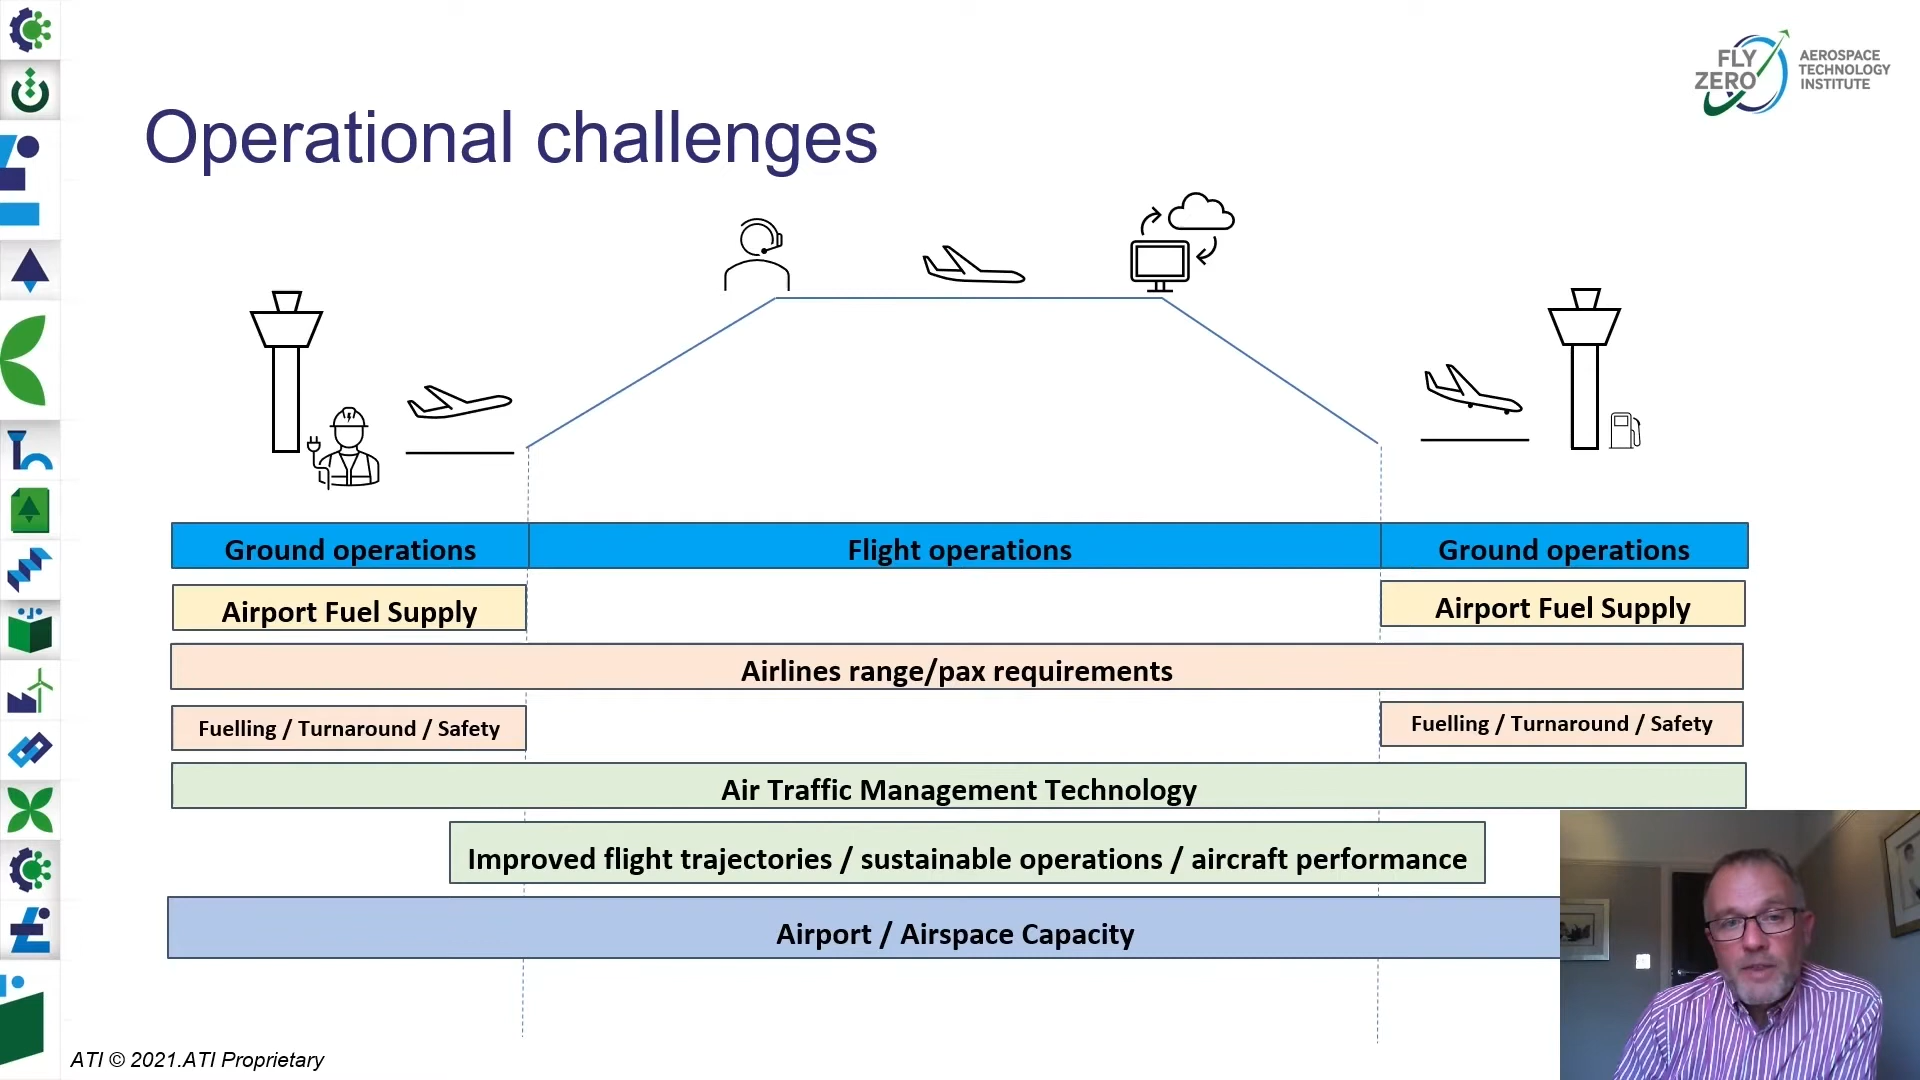 FLY
ZERO
AEROSPACE
TECHNOLOGY
INSTITUTE
Operational challenges
Ground operations
Flight operations
Ground operations
Airport Fuel Supply
Airport Fuel Supply
Airlines range/pax requirements
Fuelling / Turnaround / Safety
Fuelling / Turnaround / Safety
Air Traffic Management Technology
Improved flight trajectories / sustainable operations / aircraft performance
Airport / Airspace Capacity
ATI © 2021.ATI Proprietary